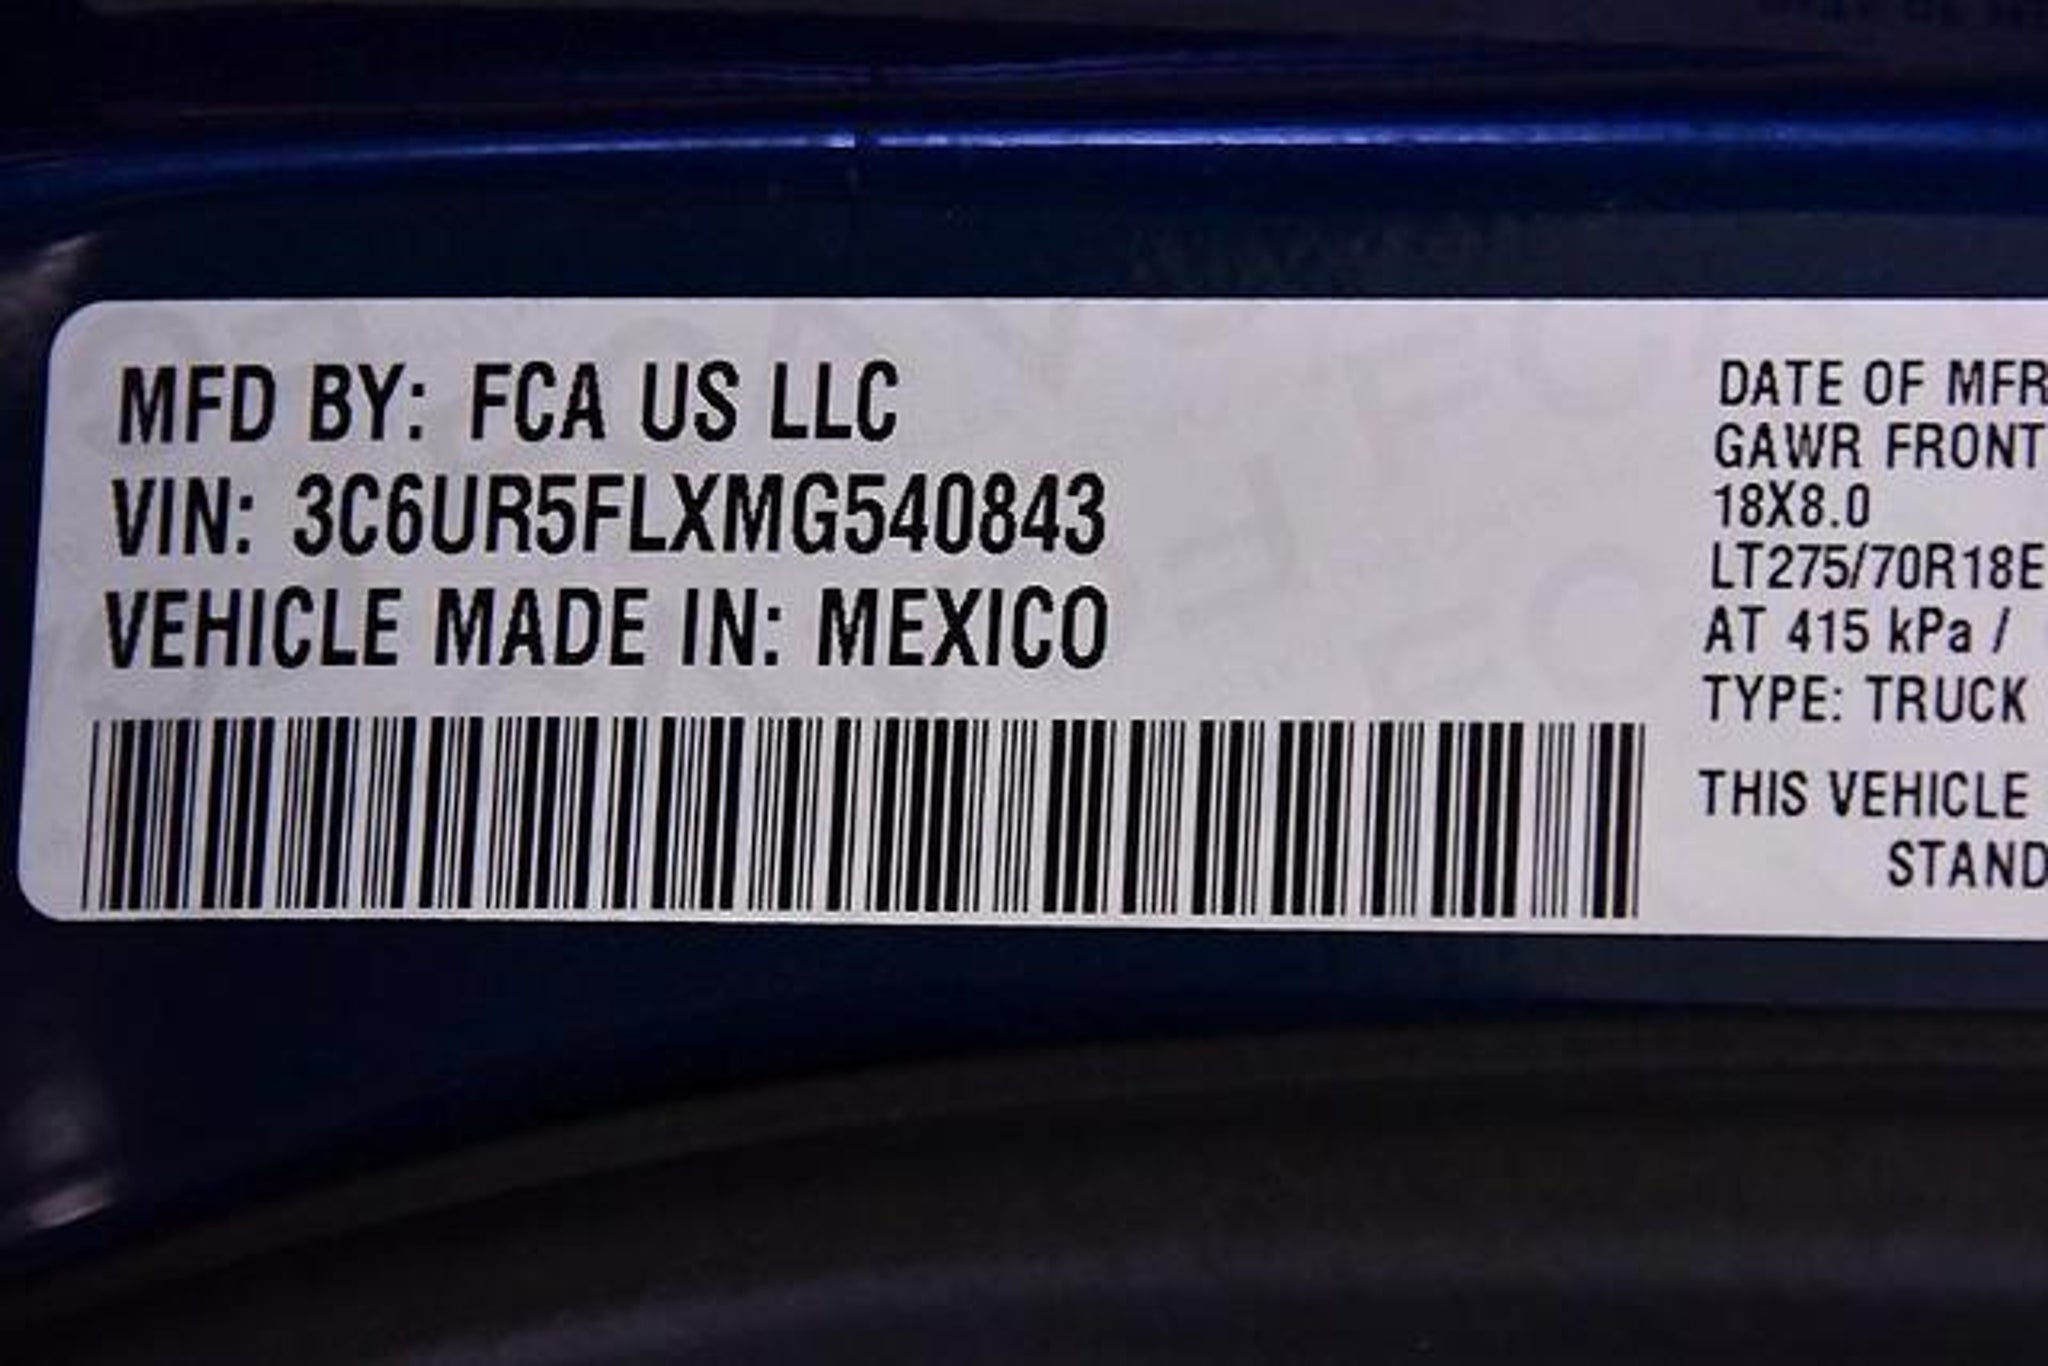 MFD BY: FCA US LLC
VIN: 3C6UR5FLXMG540843
VEHICLE MADE IN: MEXICO
DATE OF MFR
GAWR FRONT
18X8.0
LT275/70R18E
AT 415 kPa /
TYPE: TRUCK
THIS VEHICLE
STAND